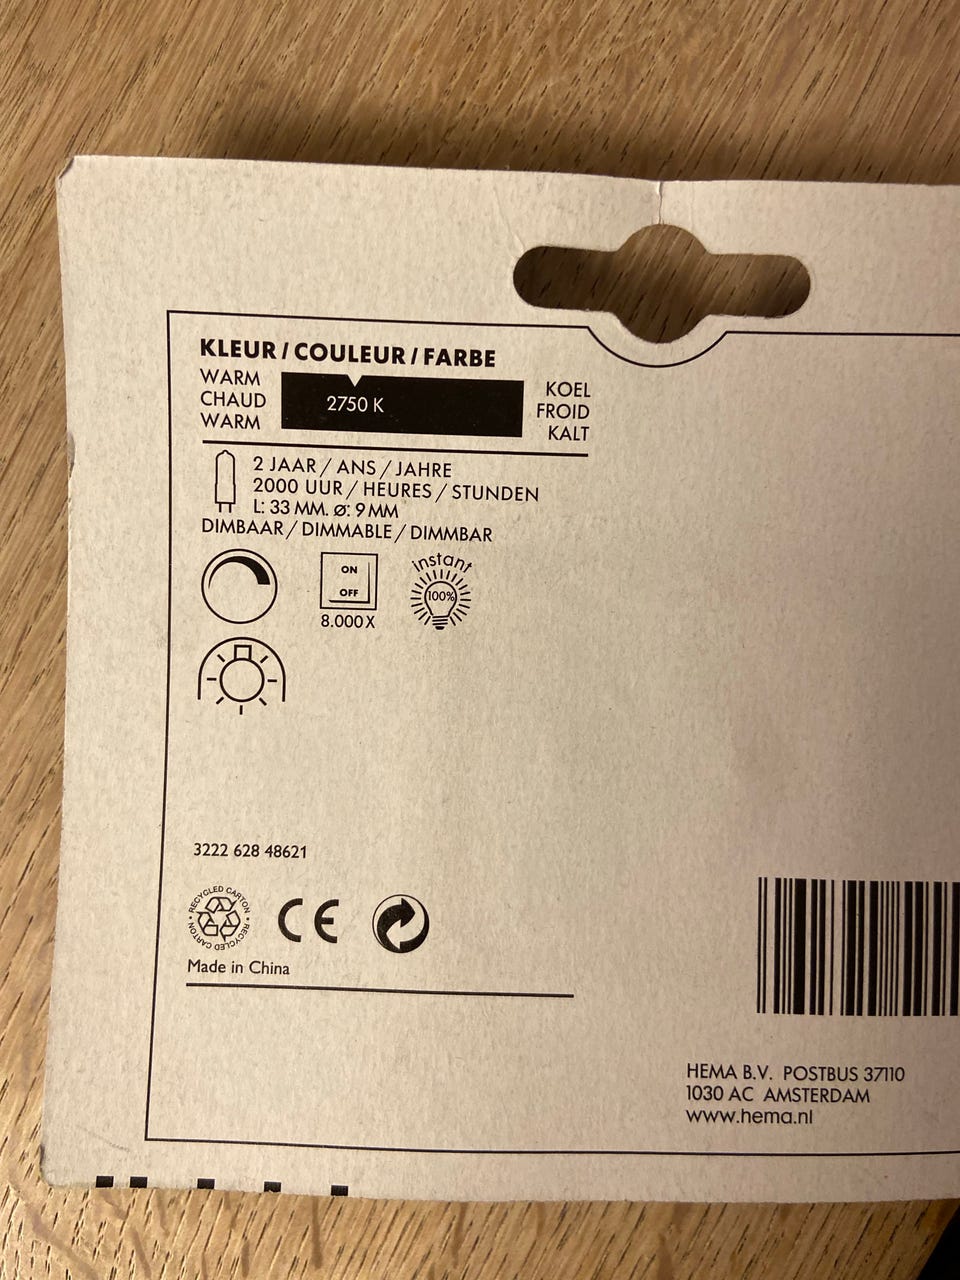 KLEUR / COULEUR / FARBE
WARM
CHAUD
WARM
2750 K
KOEL
FROID
KALT
2 JAAR / ANS / JAHRE
2000 UUR / HEURES / STUNDEN
L: 33 MM. ø: 9 MM
DIMBAAR / DIMMABLE / DIMMBAR
ON
OFF
8.000 X
instant
100%
3222 628 48621
RECYCLED CARTON • RECYCLED CARTON •
CE
Made in China
HEMA B.V. POSTBUS 37110
1030 AC AMSTERDAM
www.hema.nl